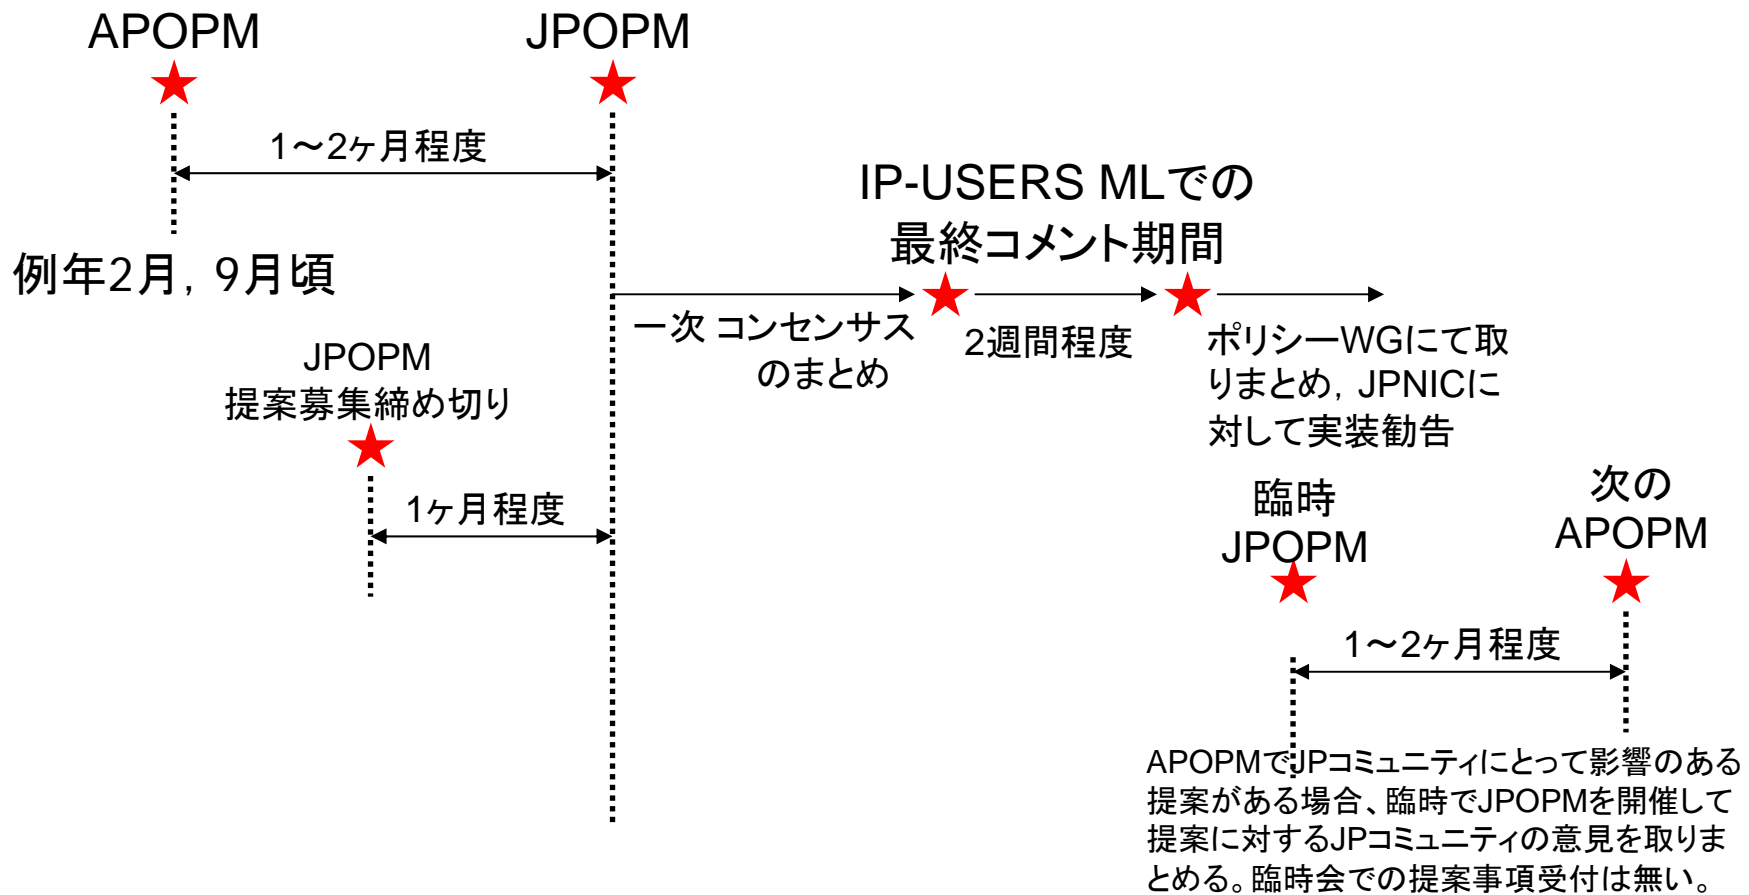 APOPM
JPOPM
1～2ヶ月程度
例年2月，9月頃
IP-USERS MLでの
最終コメント期間
一次 コンセンサス
のまとめ
2週間程度
ポリシーWGにて取
りまとめ，JPNICに
対して実装勧告
JPOPM
提案募集締め切り
1ヶ月程度
臨時
JPOPM
次の
APOPM
1～2ヶ月程度
APOPMでJPコミュニティにとって影響のある
提案がある場合、臨時でJPOPMを開催して
提案に対するJPコミュニティの意見を取りま
とめる。臨時会での提案事項受付は無い。